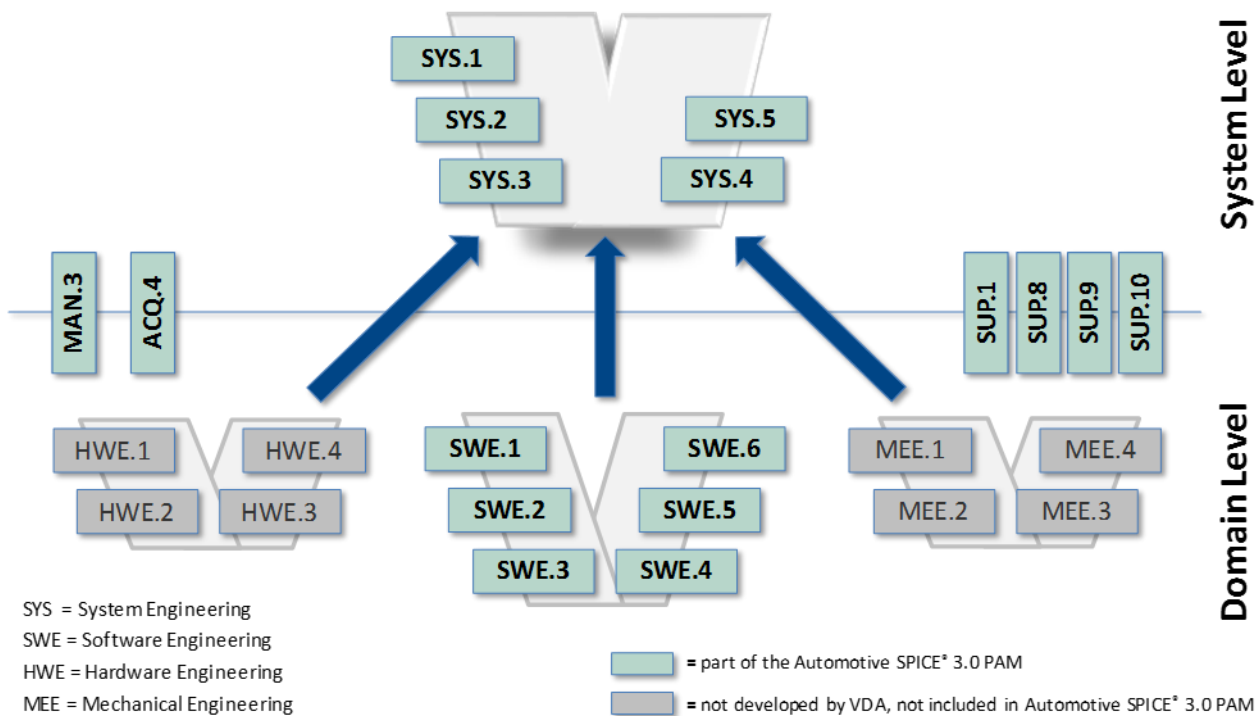 System Level
SYS.1
SYS.2
SYS.5
SYS.3
SYS.4
MAN.3
ACQ.4
SUP.1
SUP.8
SUP.9
SUP.10
HWE.1
HWE.4
HWE.2
HWE.3
SWE.1
SWE.6
SWE.2
SWE.5
SWE.3
SWE.4
MEE.1
MEE.4
MEE.2
MEE.3
Domain Level
SYS = System Engineering
SWE = Software Engineering
HWE = Hardware Engineering
MEE = Mechanical Engineering
= part of the Automotive SPICE® 3.0 PAM
= not developed by VDA, not included in Automotive SPICE® 3.0 PAM